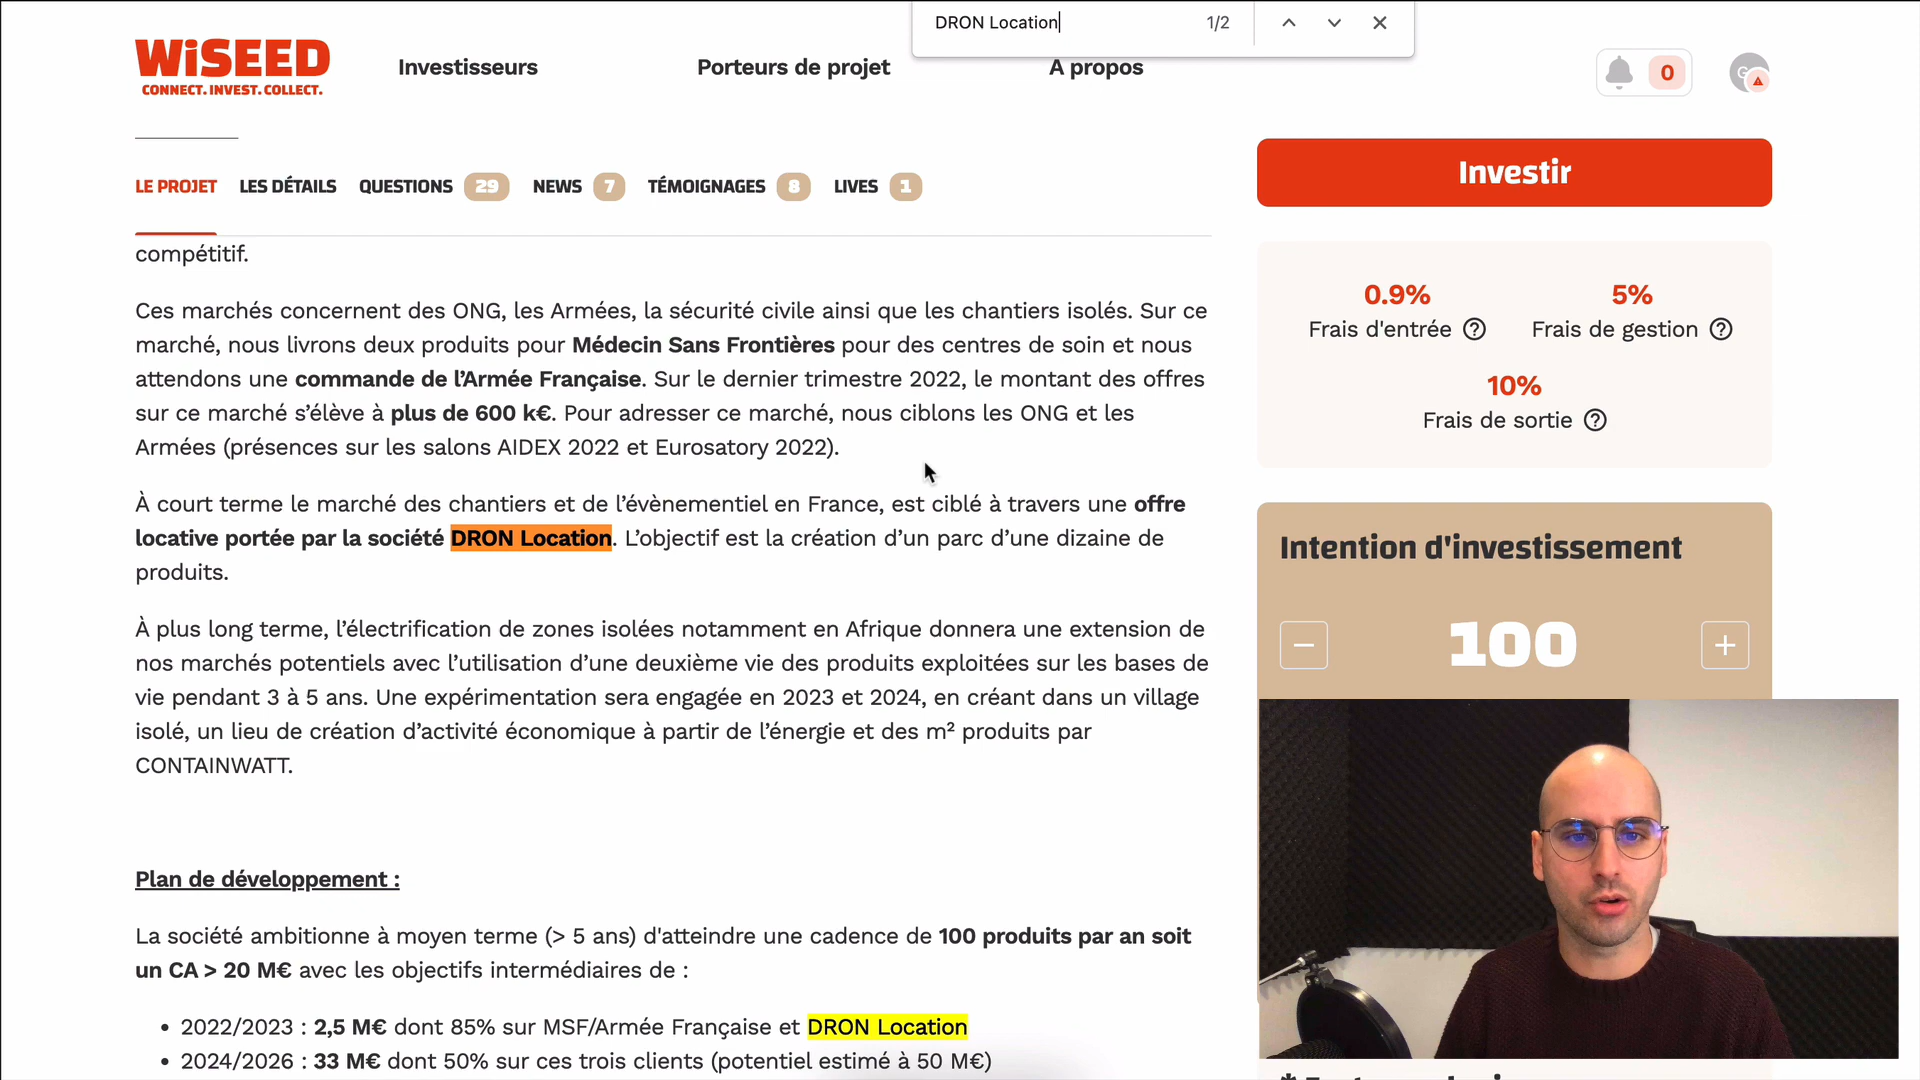 DRON Location
1/2
WiSEED
CONNECT. INVEST. COLLECT.
Investisseurs
Porteurs de projet
A propos
0
LE PROJET
LES DÉTAILS
QUESTIONS 29
NEWS 7
TÉMOIGNAGES 8
LIVES 1
compétitif.
Ces marchés concernent des ONG, les Armées, la sécurité civile ainsi que les chantiers isolés. Sur ce
marché, nous livrons deux produits pour Médecin Sans Frontières pour des centres de soin et nous
attendons une commande de l’Armée Française. Sur le dernier trimestre 2022, le montant des offres
sur ce marché s’élève à plus de 600 k€. Pour adresser ce marché, nous ciblons les ONG et les
Armées (présences sur les salons AIDEX 2022 et Eurosatory 2022).
À court terme le marché des chantiers et de l’évènementiel en France, est ciblé à travers une offre
locative portée par la société DRON Location. L’objectif est la création d’un parc d’une dizaine de
produits.
À plus long terme, l’électrification de zones isolées notamment en Afrique donnera une extension de
nos marchés potentiels avec l’utilisation d’une deuxième vie des produits exploitées sur les bases de
vie pendant 3 à 5 ans. Une expérimentation sera engagée en 2023 et 2024, en créant dans un village
isolé, un lieu de création d’activité économique à partir de l’énergie et des m² produits par
CONTAINWATT.
Plan de développement :
La société ambitionne à moyen terme (> 5 ans) d'atteindre une cadence de 100 produits par an soit
un CA > 20 M€ avec les objectifs intermédiaires de :
• 2022/2023 : 2,5 M€ dont 85% sur MSF/Armée Française et DRON Location
• 2024/2026 : 33 M€ dont 50% sur ces trois clients (potentiel estimé à 50 M€)
Investir
0.9%
Frais d'entrée ?
5%
Frais de gestion ?
10%
Frais de sortie ?
Intention d'investissement
− 100 +